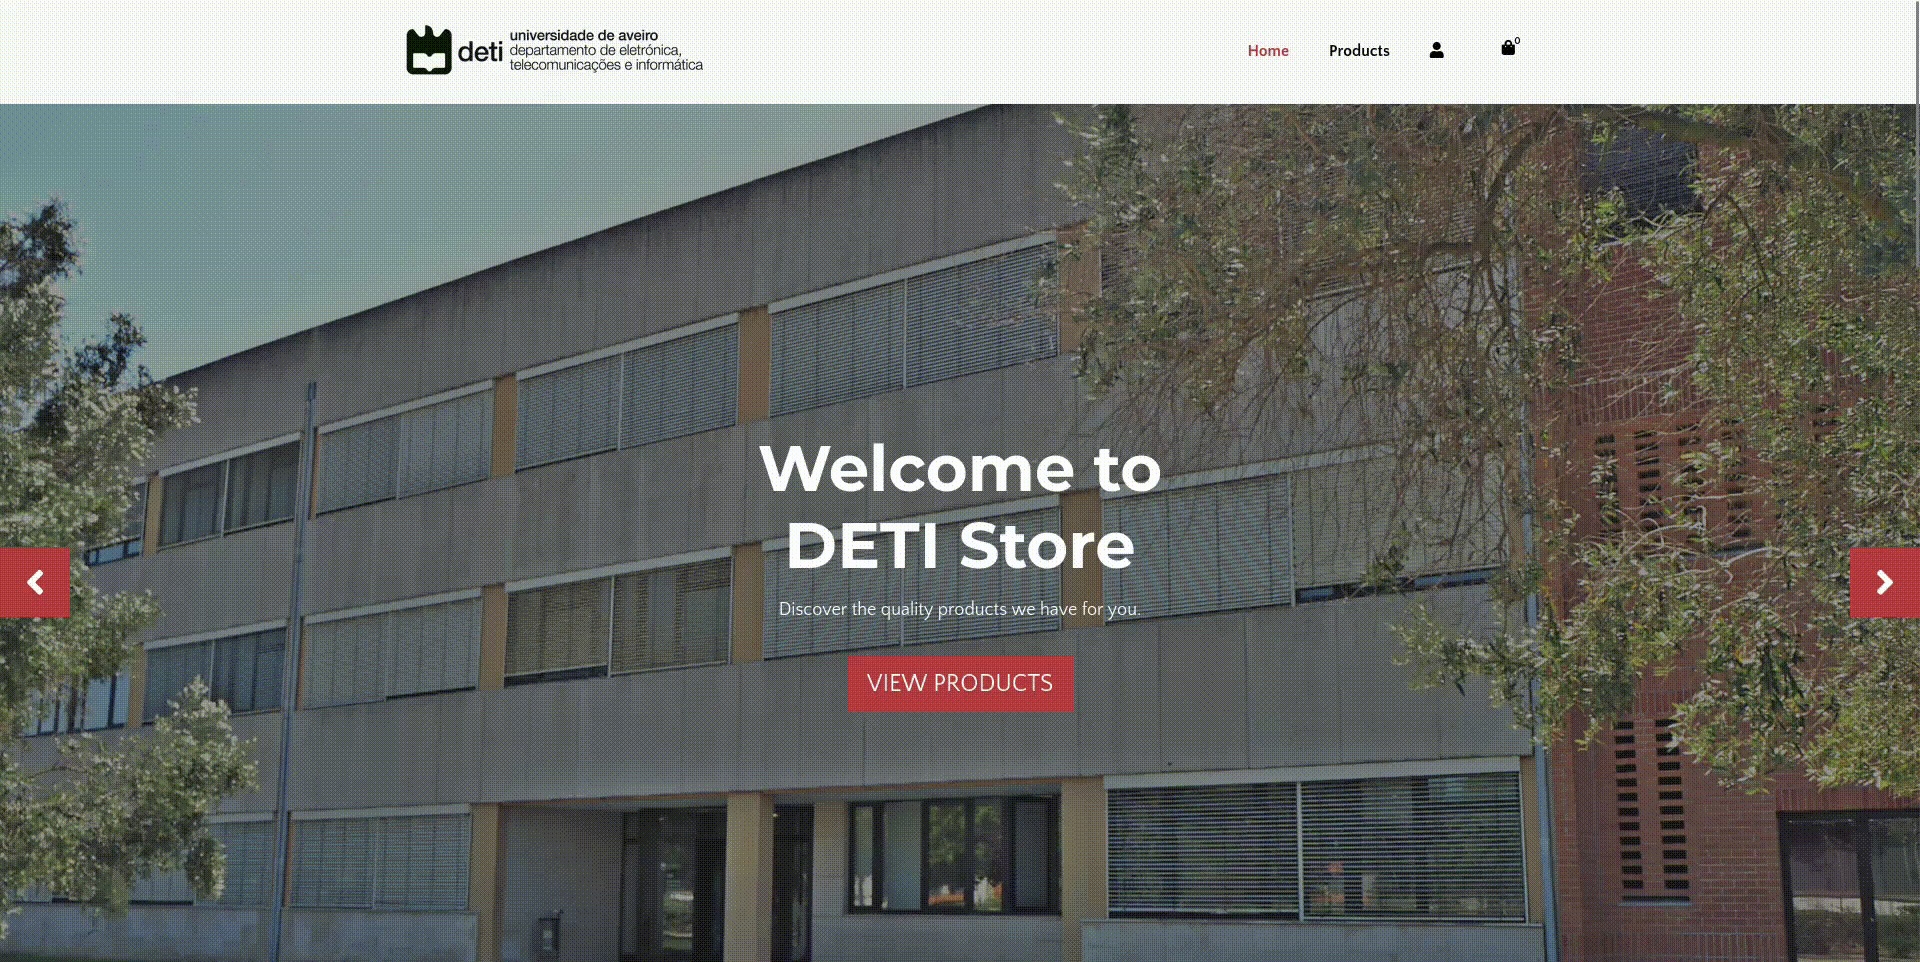 deti
universidade de aveiro
departamento de eletrónica,
telecomunicações e informática
Home
Products
0
Welcome to
DETI Store
Discover the quality products we have for you.
VIEW PRODUCTS